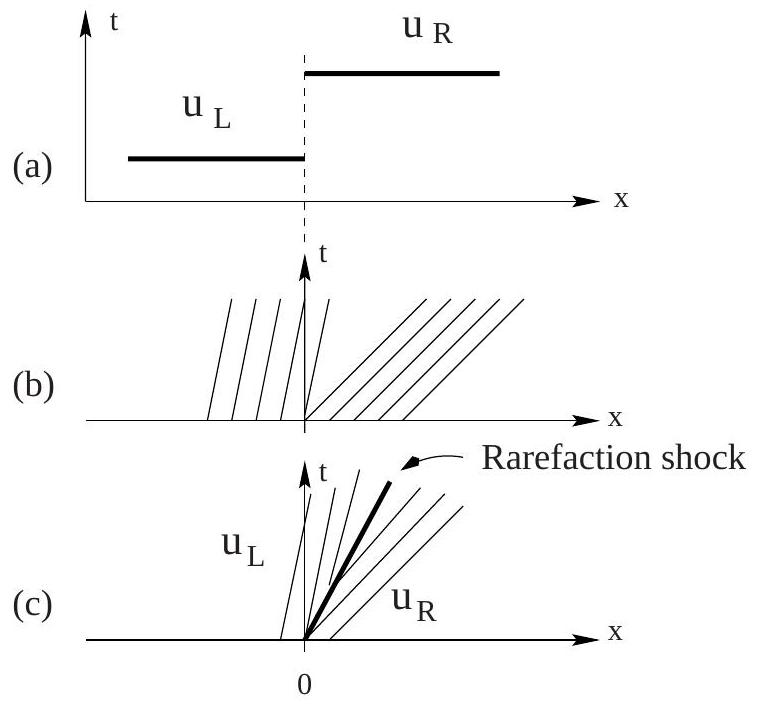 t
u R
u L
(a)
x
t
(b)
x
Rarefaction shock
t
u L
(c)
u R
x
0